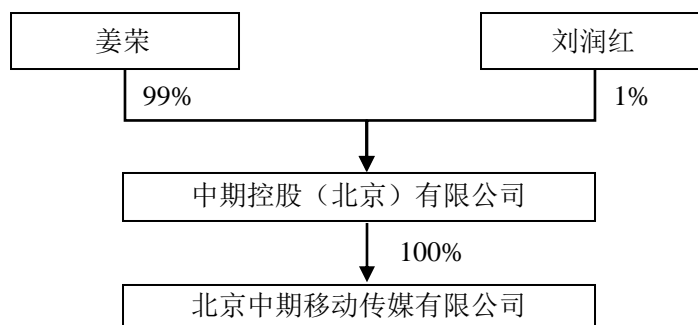 姜荣
刘润红
99%
1%
中期控股（北京）有限公司
100%
北京中期移动传媒有限公司